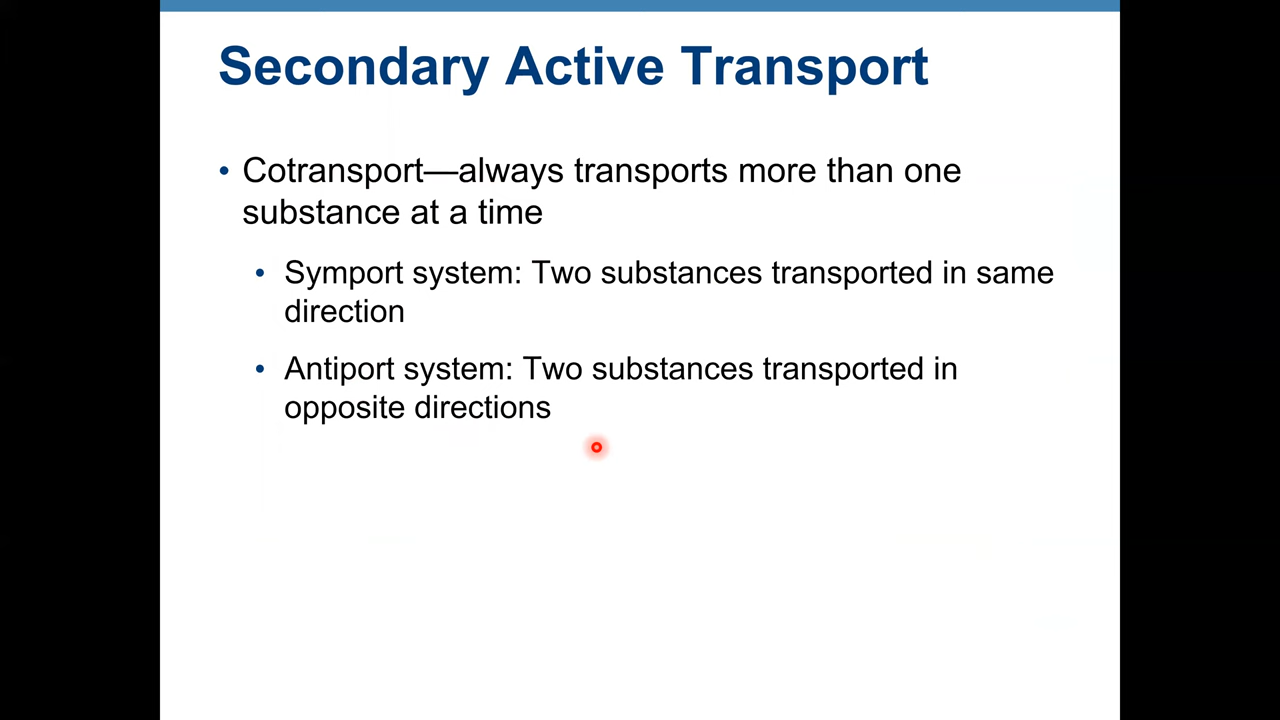 Secondary Active Transport
• Cotransport—always transports more than one
substance at a time
• Symport system: Two substances transported in same
direction
• Antiport system: Two substances transported in
opposite directions